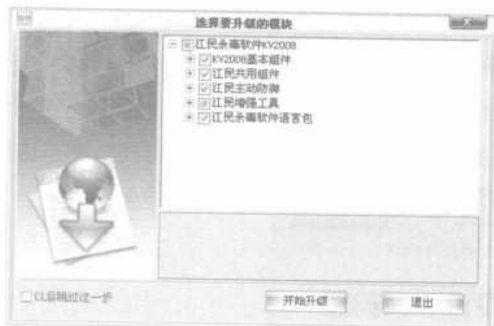 选择要升级的模块
江民杀毒软件KV2008
KV2008基本组件
江民共用组件
江民主动防御
江民增强工具
江民杀毒软件语言包
以后跳过这一步
开始升级
退出